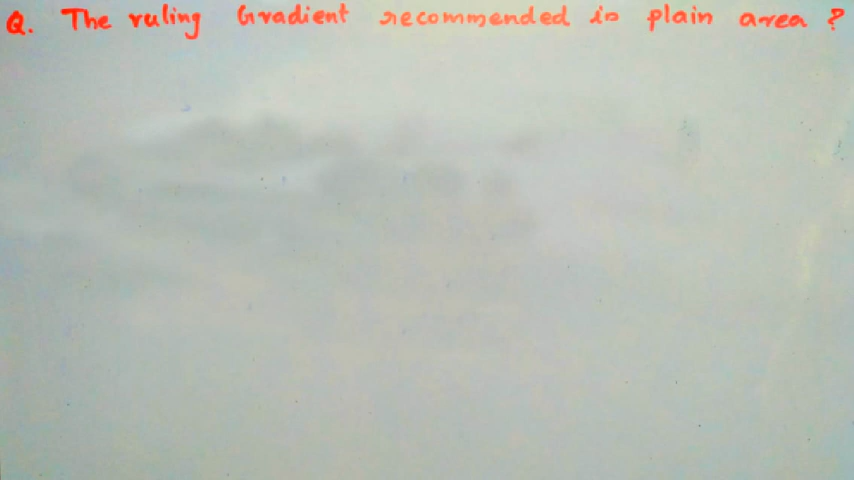 Q. The ruling Gradient recommended in plain area ?